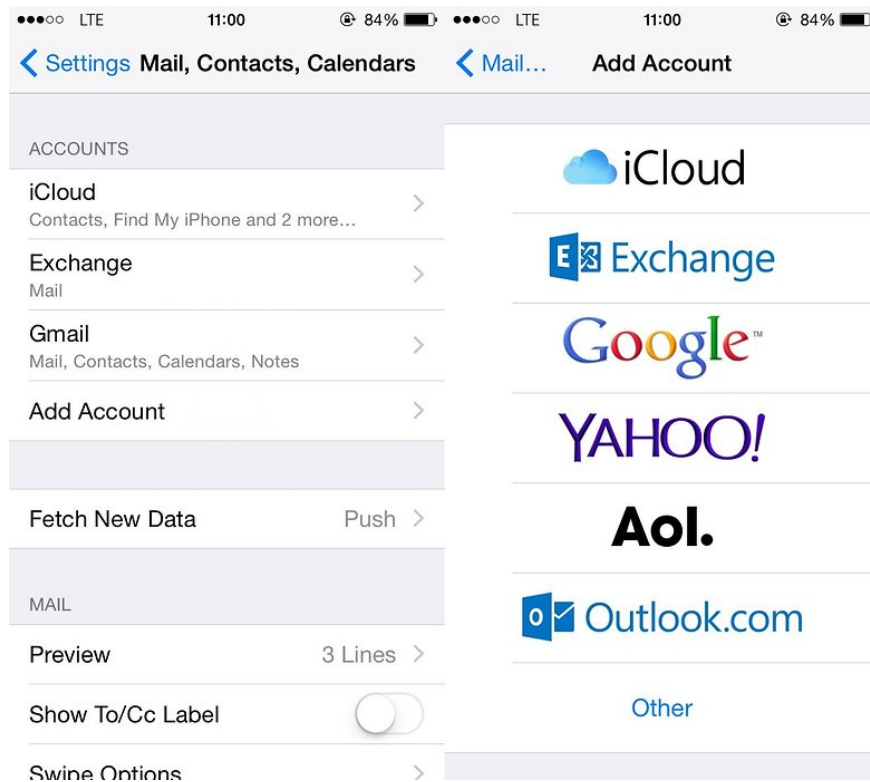 LTE 11:00 84%
Settings Mail, Contacts, Calendars
ACCOUNTS
iCloud
Contacts, Find My iPhone and 2 more...
Exchange
Mail
Gmail
Mail, Contacts, Calendars, Notes
Add Account
Fetch New Data Push
MAIL
Preview 3 Lines
Show To/Cc Label
Swipe Options
LTE 11:00 84%
Mail... Add Account
iCloud
E Exchange
Google™
YAHOO!
Aol.
o Outlook.com
Other